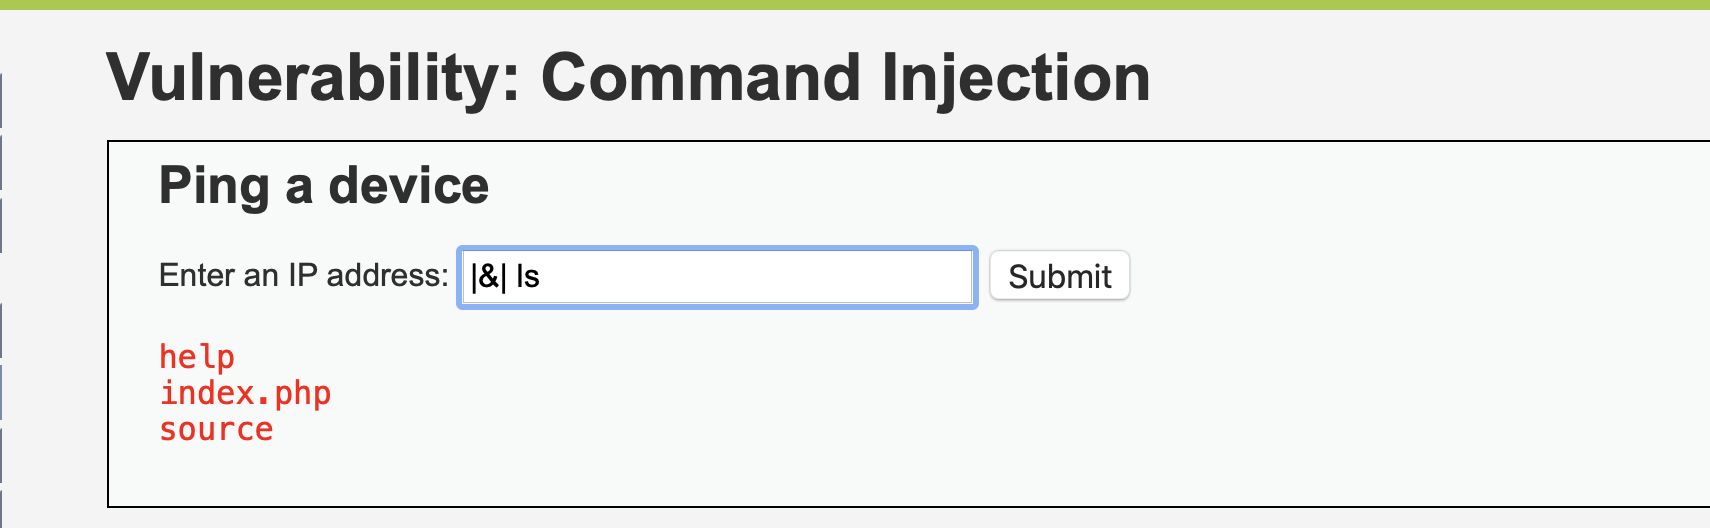 Vulnerability: Command Injection
Ping a device
Enter an IP address: |&| ls Submit
help
index.php
source